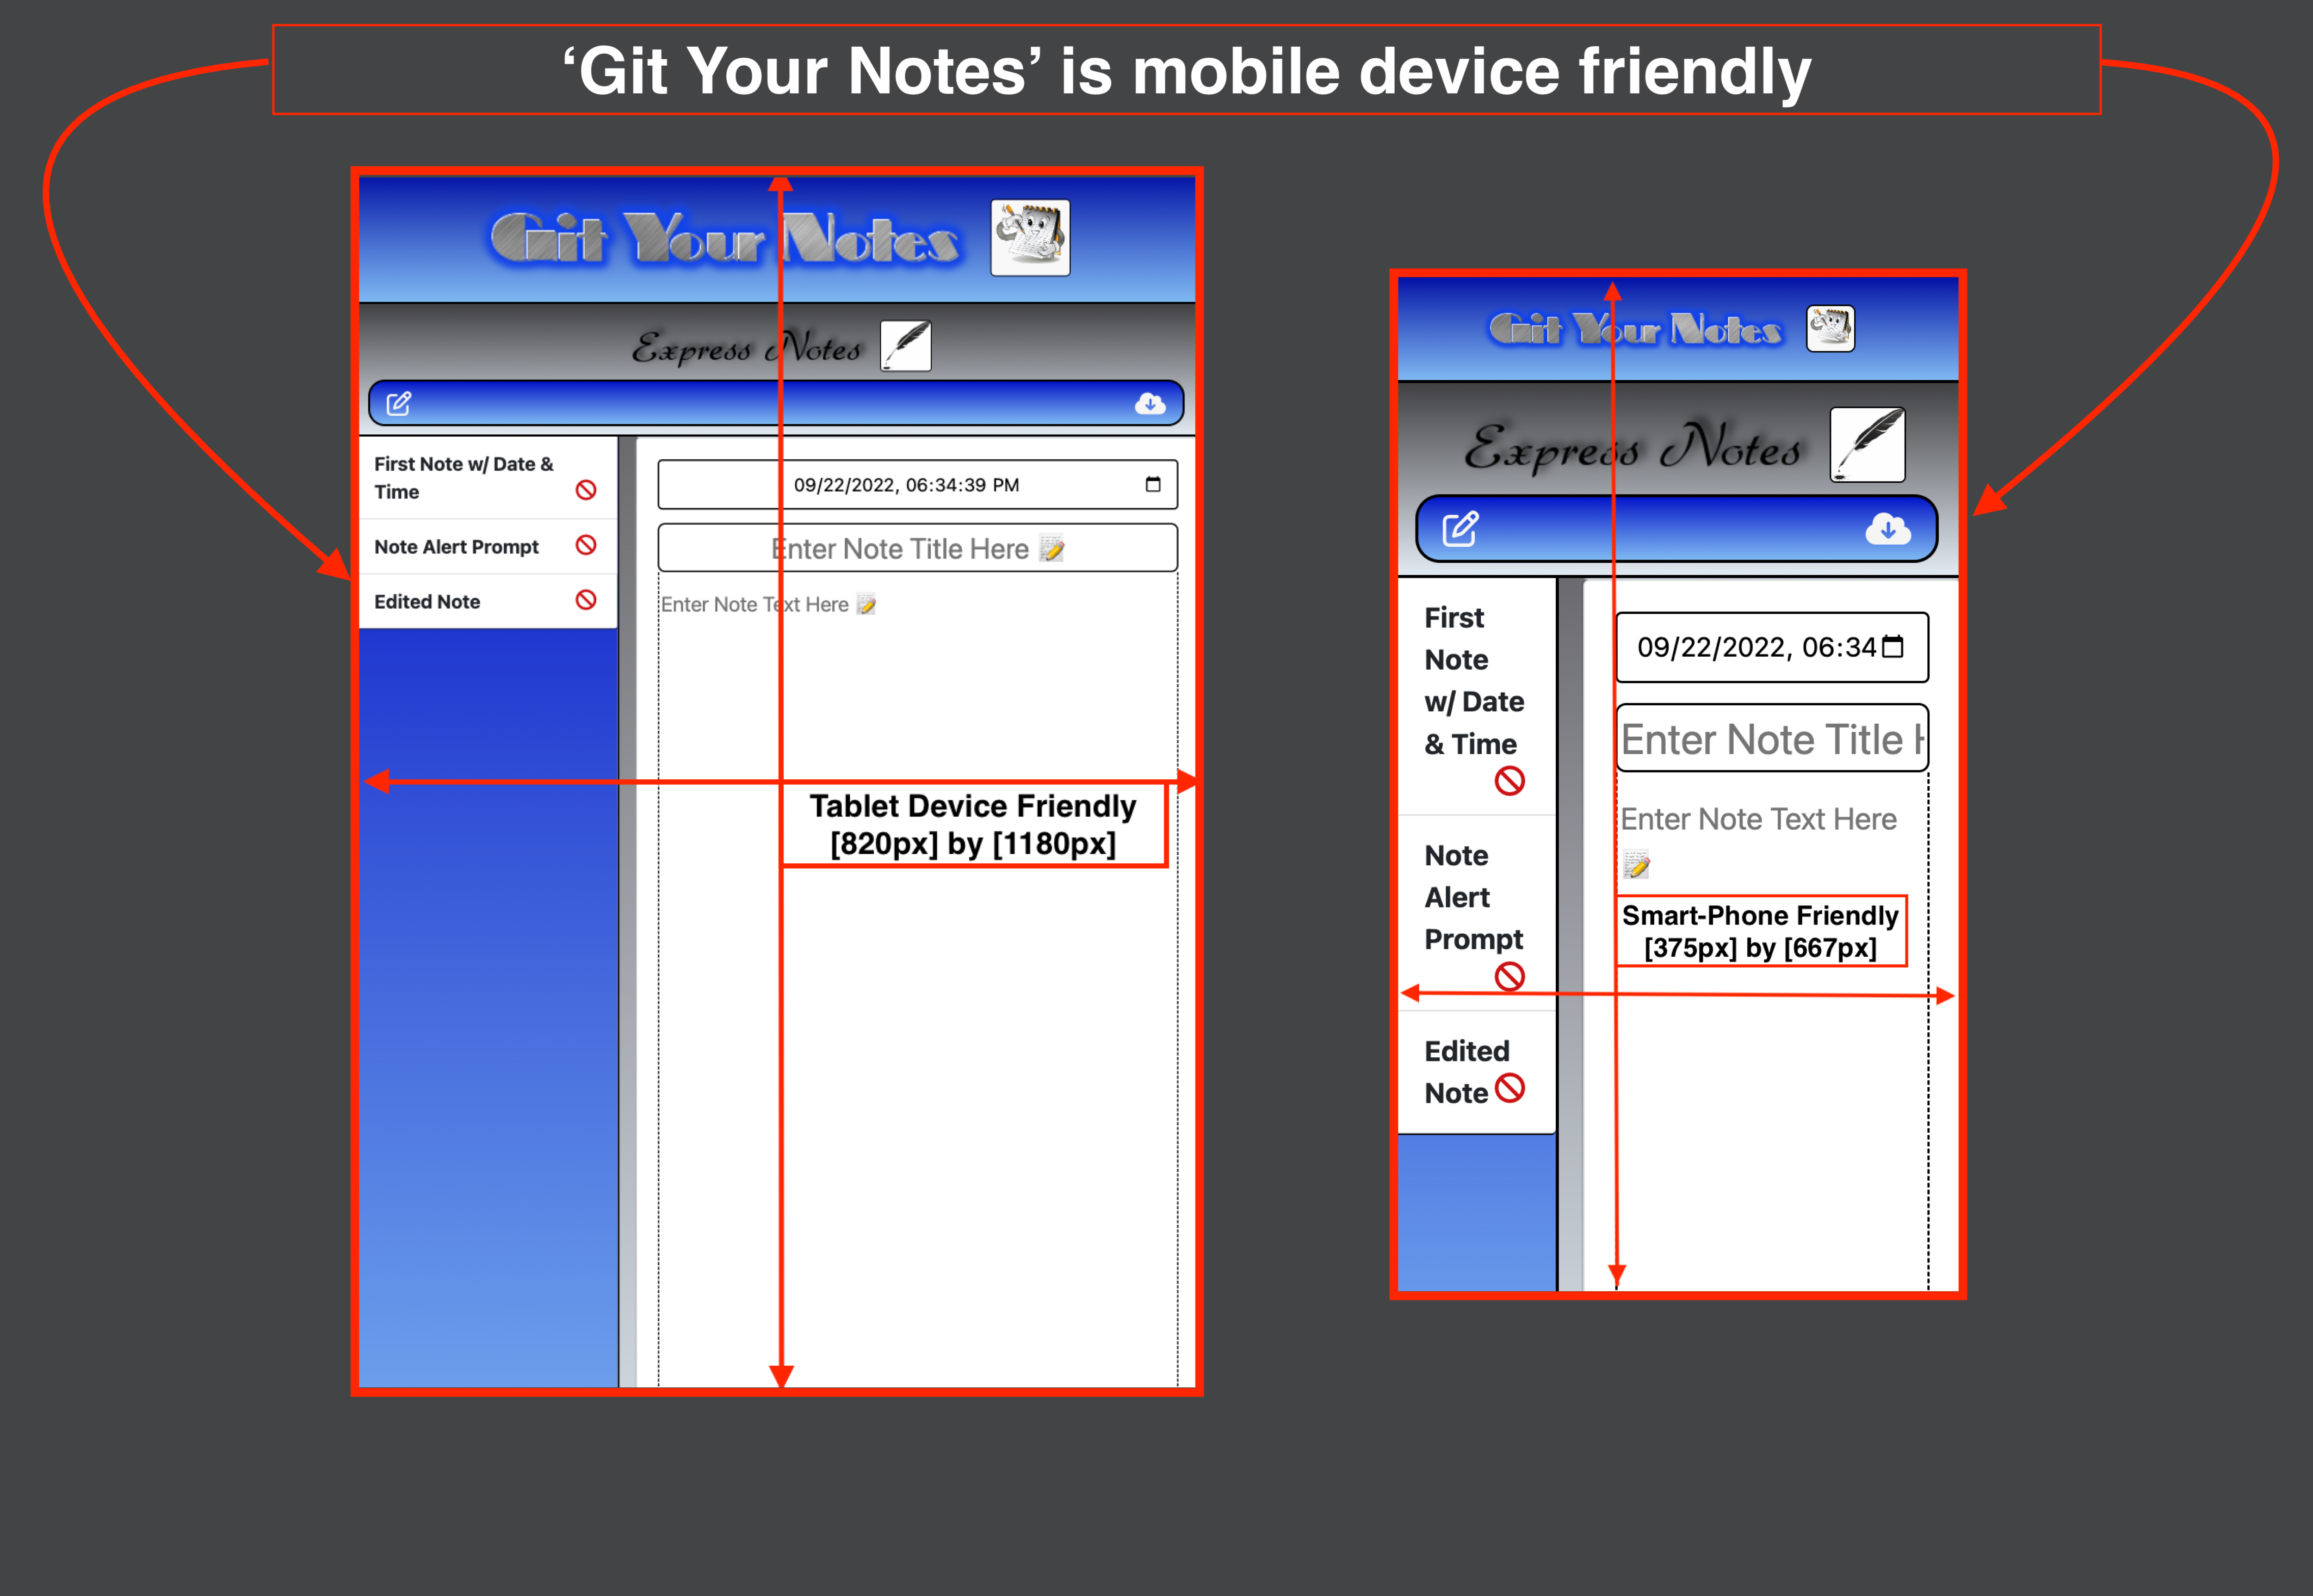 ‘Git Your Notes’ is mobile device friendly
Git Your Notes
Express Notes
First Note w/ Date &
Time
Note Alert Prompt
Edited Note
09/22/2022, 06:34:39 PM
Enter Note Title Here 📝
Enter Note Text Here 📝
Tablet Device Friendly
[820px] by [1180px]
Git Your Notes
Express Notes
First
Note
w/ Date
& Time
Note
Alert
Prompt
Edited
Note
09/22/2022, 06:34
Enter Note Title
Enter Note Text Here
📝
Smart-Phone Friendly
[375px] by [667px]